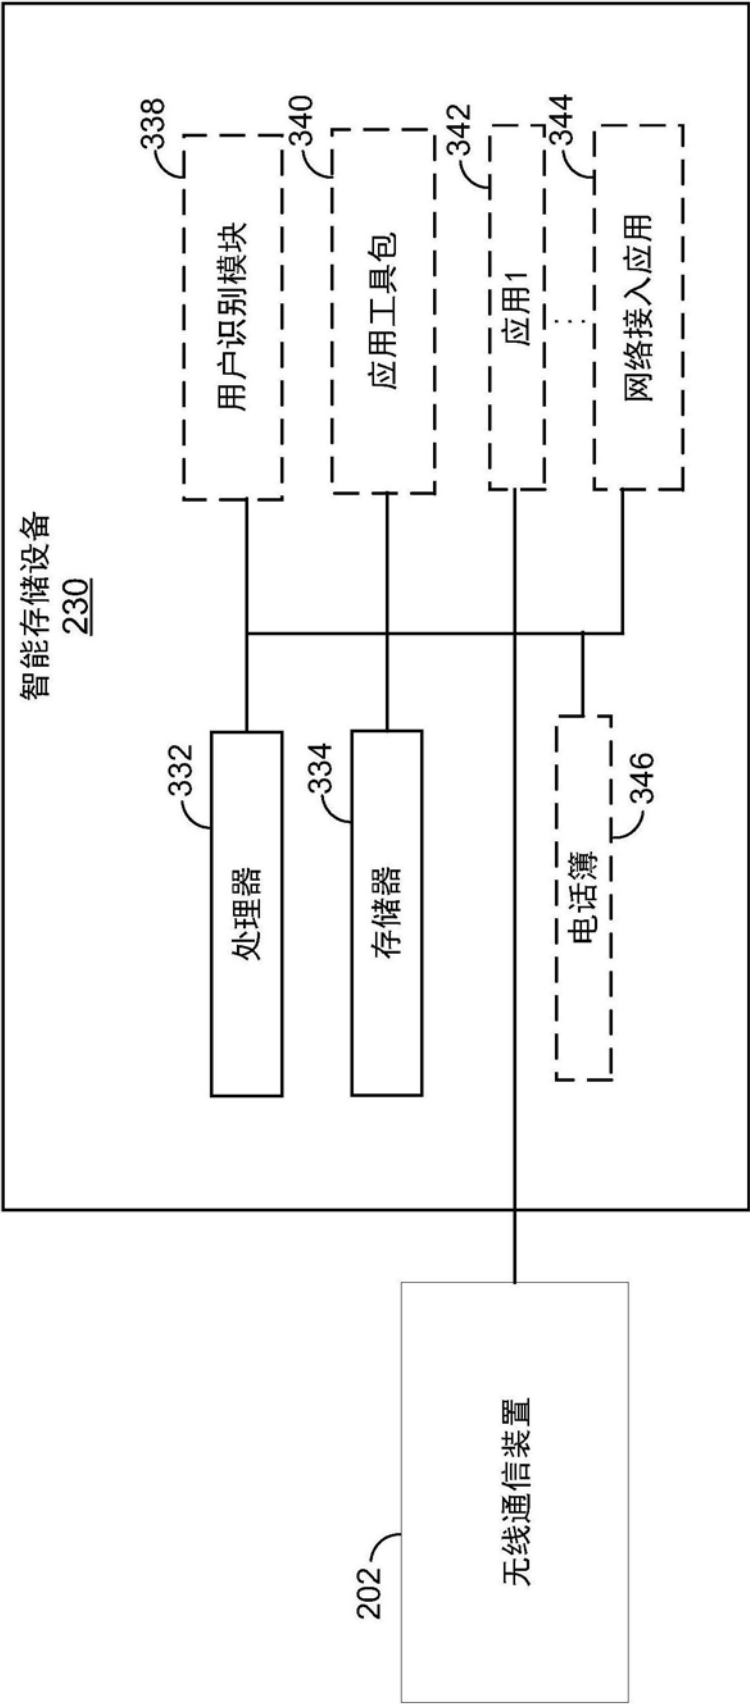 智能存储设备
230
338
用户识别模块
340
应用工具包
342
应用1
...
344
网络接入应用
332
处理器
334
存储器
346
电话簿
202
无线通信装置